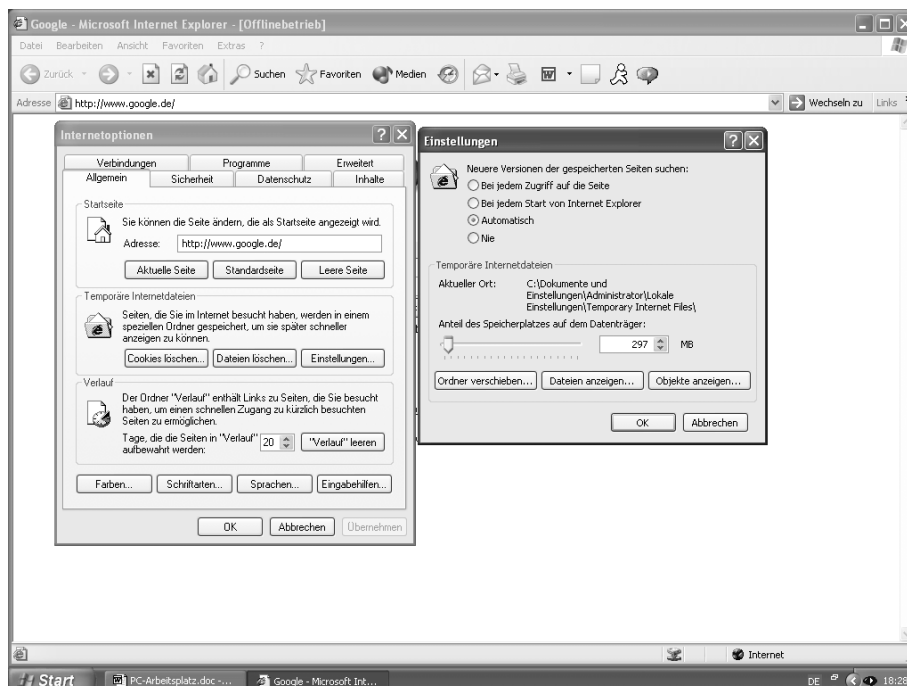 Google - Microsoft Internet Explorer - [Offlinebetrieb]
Datei Bearbeiten Ansicht Favoriten Extras ?
Zurück Suchen Favoriten Medien
Adresse http://www.google.de/ Wechseln zu Links
Internetoptionen
Verbindungen Programme Erweitert
Allgemein Sicherheit Datenschutz Inhalte
Startseite
Sie können die Seite ändern, die als Startseite angezeigt wird.
Adresse: http://www.google.de/
Aktuelle Seite Standardseite Leere Seite
Temporäre Internetdateien
Seiten, die Sie im Internet besucht haben, werden in einem
speziellen Ordner gespeichert, um sie später schneller
anzeigen zu können.
Cookies löschen... Dateien löschen... Einstellungen...
Verlauf
Der Ordner "Verlauf" enthält Links zu Seiten, die Sie besucht
haben, um einen schnellen Zugang zu kürzlich besuchten
Seiten zu ermöglichen.
Tage, die die Seiten in "Verlauf" 20 "Verlauf" leeren
aufbewahrt werden:
Farben... Schriftarten... Sprachen... Eingabehilfen...
OK Abbrechen Übernehmen
Einstellungen
Neuere Versionen der gespeicherten Seiten suchen:
Bei jedem Zugriff auf die Seite
Bei jedem Start von Internet Explorer
Automatisch
Nie
Temporäre Internetdateien
Aktueller Ort: C:\Dokumente und
Einstellungen\Administrator\Lokale
Einstellungen\Temporary Internet Files\
Anteil des Speicherplatzes auf dem Datenträger:
297 MB
Ordner verschieben... Dateien anzeigen... Objekte anzeigen...
OK Abbrechen
Internet
Start PC-Arbeitsplatz.doc -... Google - Microsoft Int... DE 18:28